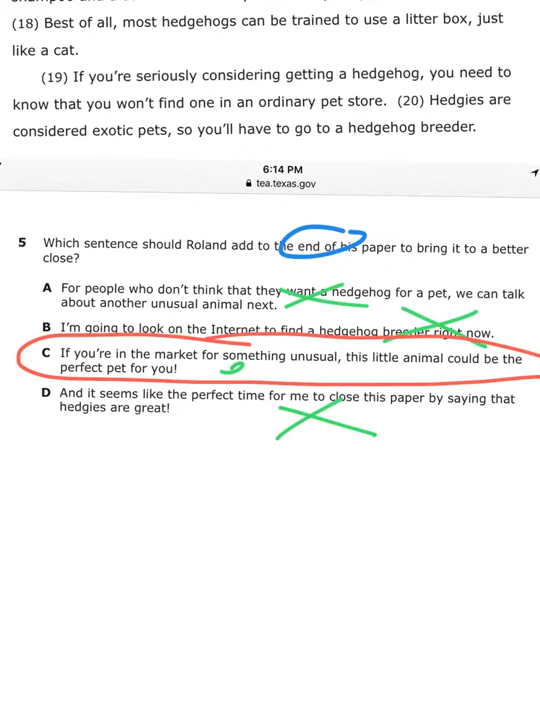 (18) Best of all, most hedgehogs can be trained to use a litter box, just
like a cat.
(19) If you’re seriously considering getting a hedgehog, you need to
know that you won’t find one in an ordinary pet store. (20) Hedgies are
considered exotic pets, so you’ll have to go to a hedgehog breeder.
6:14 PM
tea.texas.gov
5 Which sentence should Roland add to the end of his paper to bring it to a better
close?
A For people who don’t think that they want a hedgehog for a pet, we can talk
about another unusual animal next.
B I’m going to look on the Internet to find a hedgehog breeder right now.
C If you’re in the market for something unusual, this little animal could be the
perfect pet for you!
D And it seems like the perfect time for me to close this paper by saying that
hedgies are great!